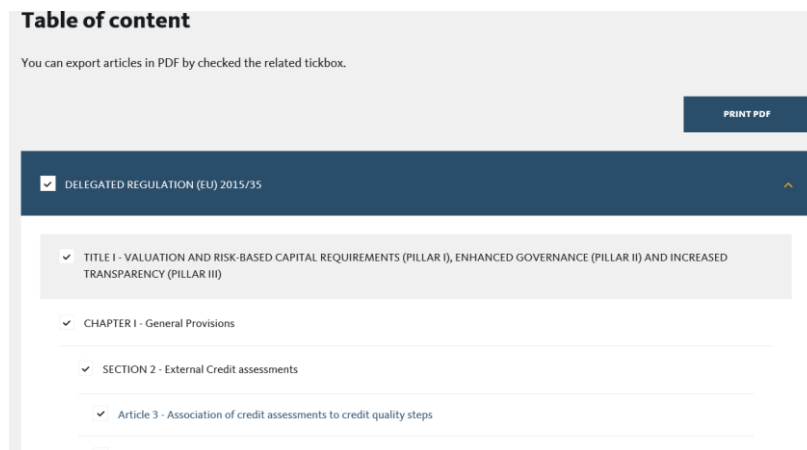 Table of content
You can export articles in PDF by checked the related tickbox.
PRINT PDF
DELEGATED REGULATION (EU) 2015/35
TITLE I - VALUATION AND RISK-BASED CAPITAL REQUIREMENTS (PILLAR I), ENHANCED GOVERNANCE (PILLAR II) AND INCREASED
TRANSPARENCY (PILLAR III)
CHAPTER I - General Provisions
SECTION 2 - External Credit assessments
Article 3 - Association of credit assessments to credit quality steps